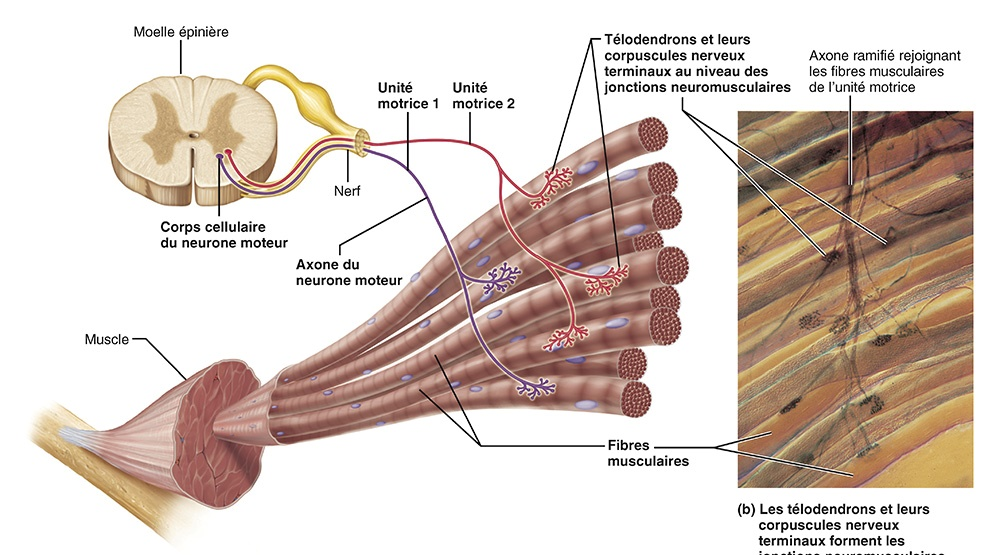 Moelle épinière
Unité
motrice 1
Unité
motrice 2
Télodendrons et leurs
corpuscules nerveux
terminaux au niveau des
jonctions neuromusculaires
Axone ramifié rejoignant
les fibres musculaires
de l'unité motrice
Nerf
Corps cellulaire
du neurone moteur
Axone du
neurone moteur
Muscle
Fibres
musculaires
(b) Les télodendrons et leurs
corpuscules nerveux
terminaux forment les
jonctions neuromusculaires